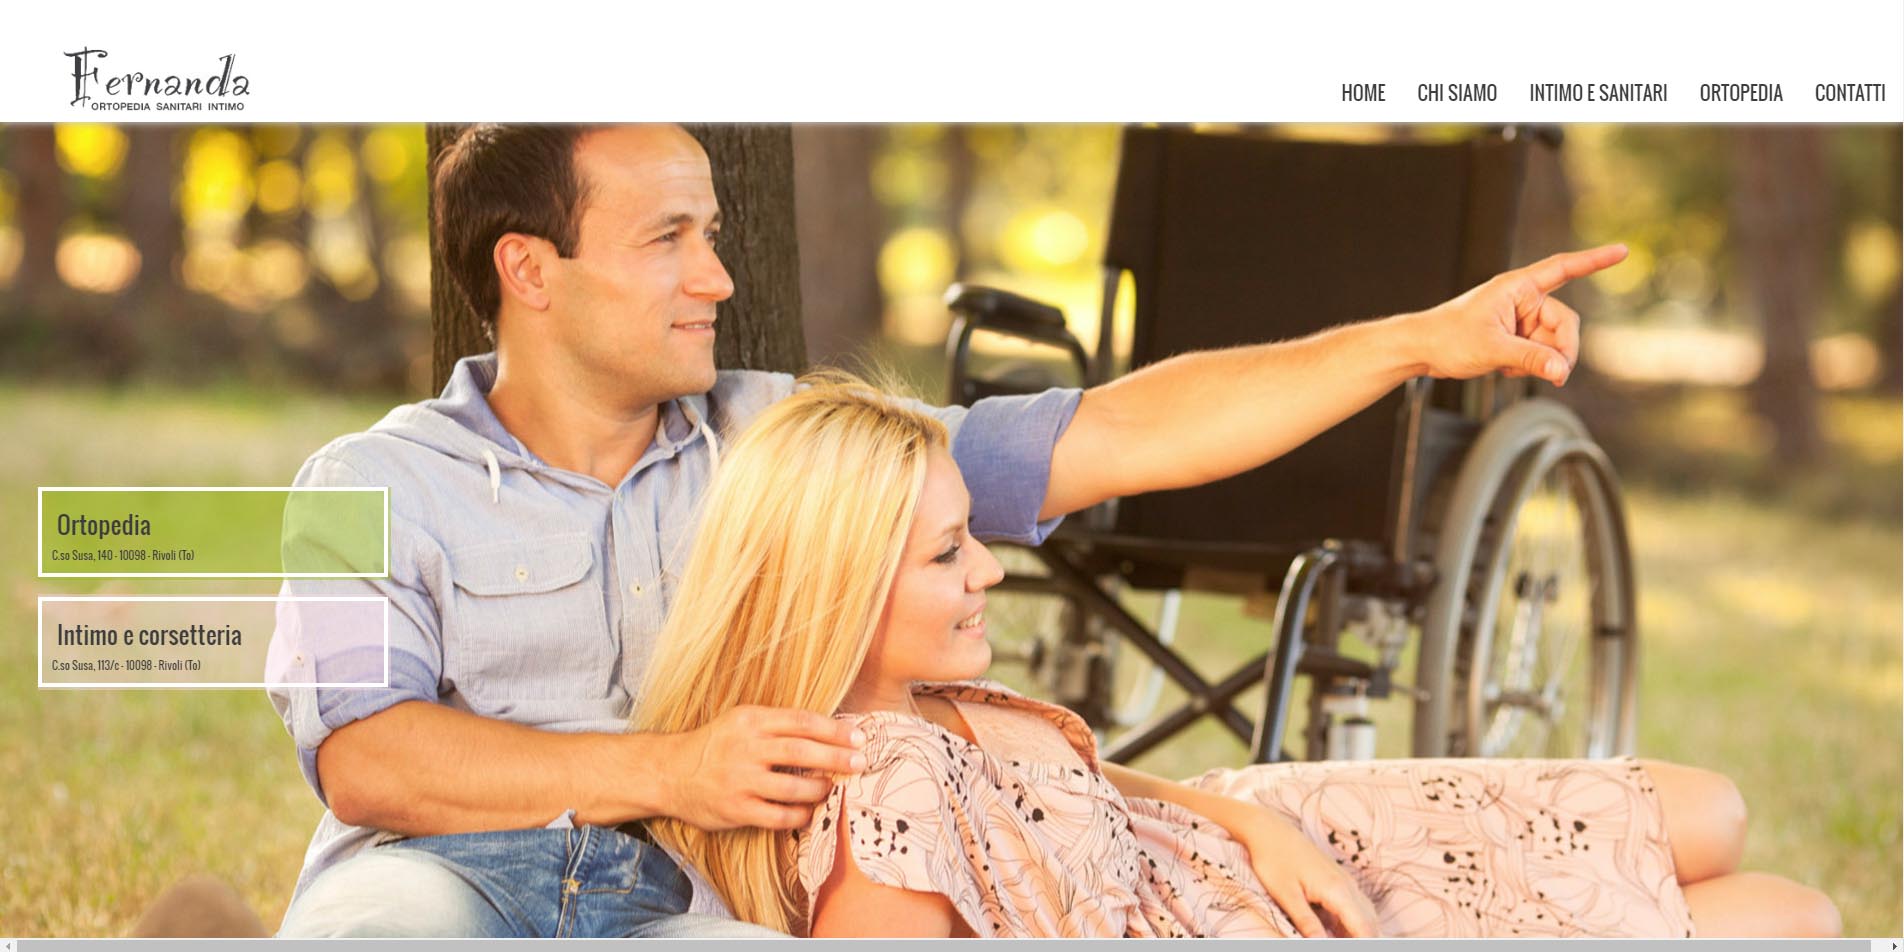 Fernanda
ORTOPEDIA SANITARI INTIMO
HOME CHI SIAMO INTIMO E SANITARI ORTOPEDIA CONTATTI
Ortopedia
C.so Susa, 140 - 10098 - Rivoli (To)
Intimo e corsetteria
C.so Susa, 113/c - 10098 - Rivoli (To)